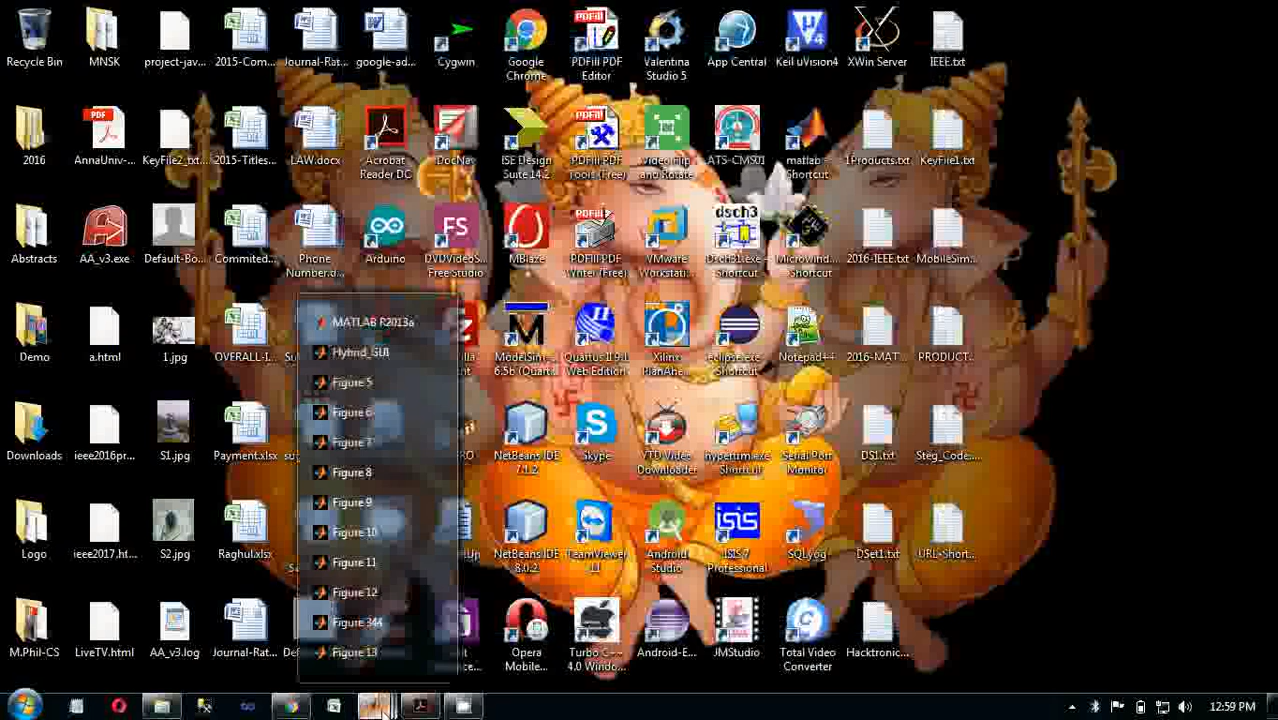 Recycle Bin
MNSK
project-jav...
2015-Com...
Journal-Rat...
google-ad...
Cygwin
Google
Chrome
PDFill PDF
Editor
Valentina
Studio 5
App Central
Keil uVision4
XWin Server
IEEE.txt
2016
AnnaUniv-...
KeyFile2_txt...
2015-Titles...
LAW.docx
Acrobat
Reader DC
DocNav
ISE Design
Suite 14.2
PDFill PDF
Tools (Free)
Video Flip
and Rotate
ATS-CMS01
matlab -
Shortcut
1Products.txt
KeyFile1.txt
Abstracts
AA_v3.exe
Default-Bo...
Commited...
Phone
Number.d...
Arduino
DVDVideoS...
Free Studio
MBlaze
PDFill PDF
Writer (Free)
VMware
Workstati...
Dsch31.exe -
Shortcut
Microwind...
Shortcut
2016-IEEE.txt
MobileSim...
Demo
a.html
1.jpg
OVERALL-I...
MATLAB R2013a
Hybrid_GUI
Figure 5
Figure 6
Figure 7
Figure 8
Figure 9
Figure 10
Figure 11
Figure 12
Figure 344
Figure 13
ModelSim-...
6.5b (Quart...
Quartus II 9.1
Web Edition
Xilinx
PlanAhe...
eclipse.exe -
Shortcut
Notepad++
2016-MAT...
PRODUCT...
Downloads
ieee2016pr...
S1.jpg
Payment.xlsx
NetBeans IDE
7.1.2
Skype
YTD Video
Downloader
hypertrm.exe
Shortcut
Serial Port
Monitor
DS1.txt
Steg_Code...
Logo
ieee2017.ht...
S2.jpg
Raghul.xlsx
NetBeans IDE
8.0.2
TeamViewer
11
Android
Studio
ISIS 7
Professional
SQLyog
DSet1.txt
URL-Short...
M.Phil-CS
LiveTV.html
AA_v3.log
Journal-Rat...
Opera
Mobile...
Turbo C++
4.0 Windo...
Android-E...
JMStudio
Total Video
Converter
Hacktronic...
12:59 PM